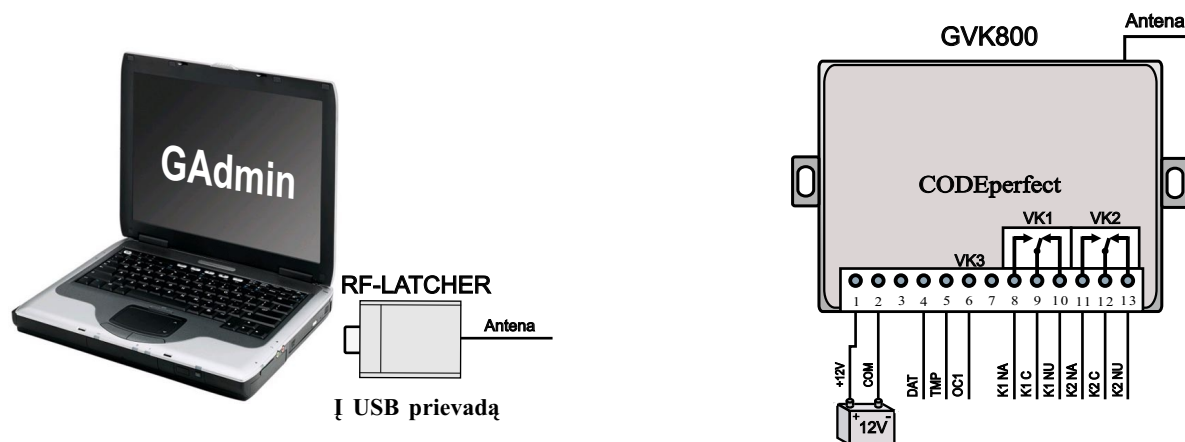 GAdmin
RF-LATCHER
Antena
Į USB prievadą
GVK800
Antena
CODEperfect
VK1 VK2
VK3
1 2 3 4 5 6 7 8 9 10 11 12 13
+12V COM DAT TMP OC1 K1 NA K1 C K1 NU K2 NA K2 C K2 NU
+ 12V -